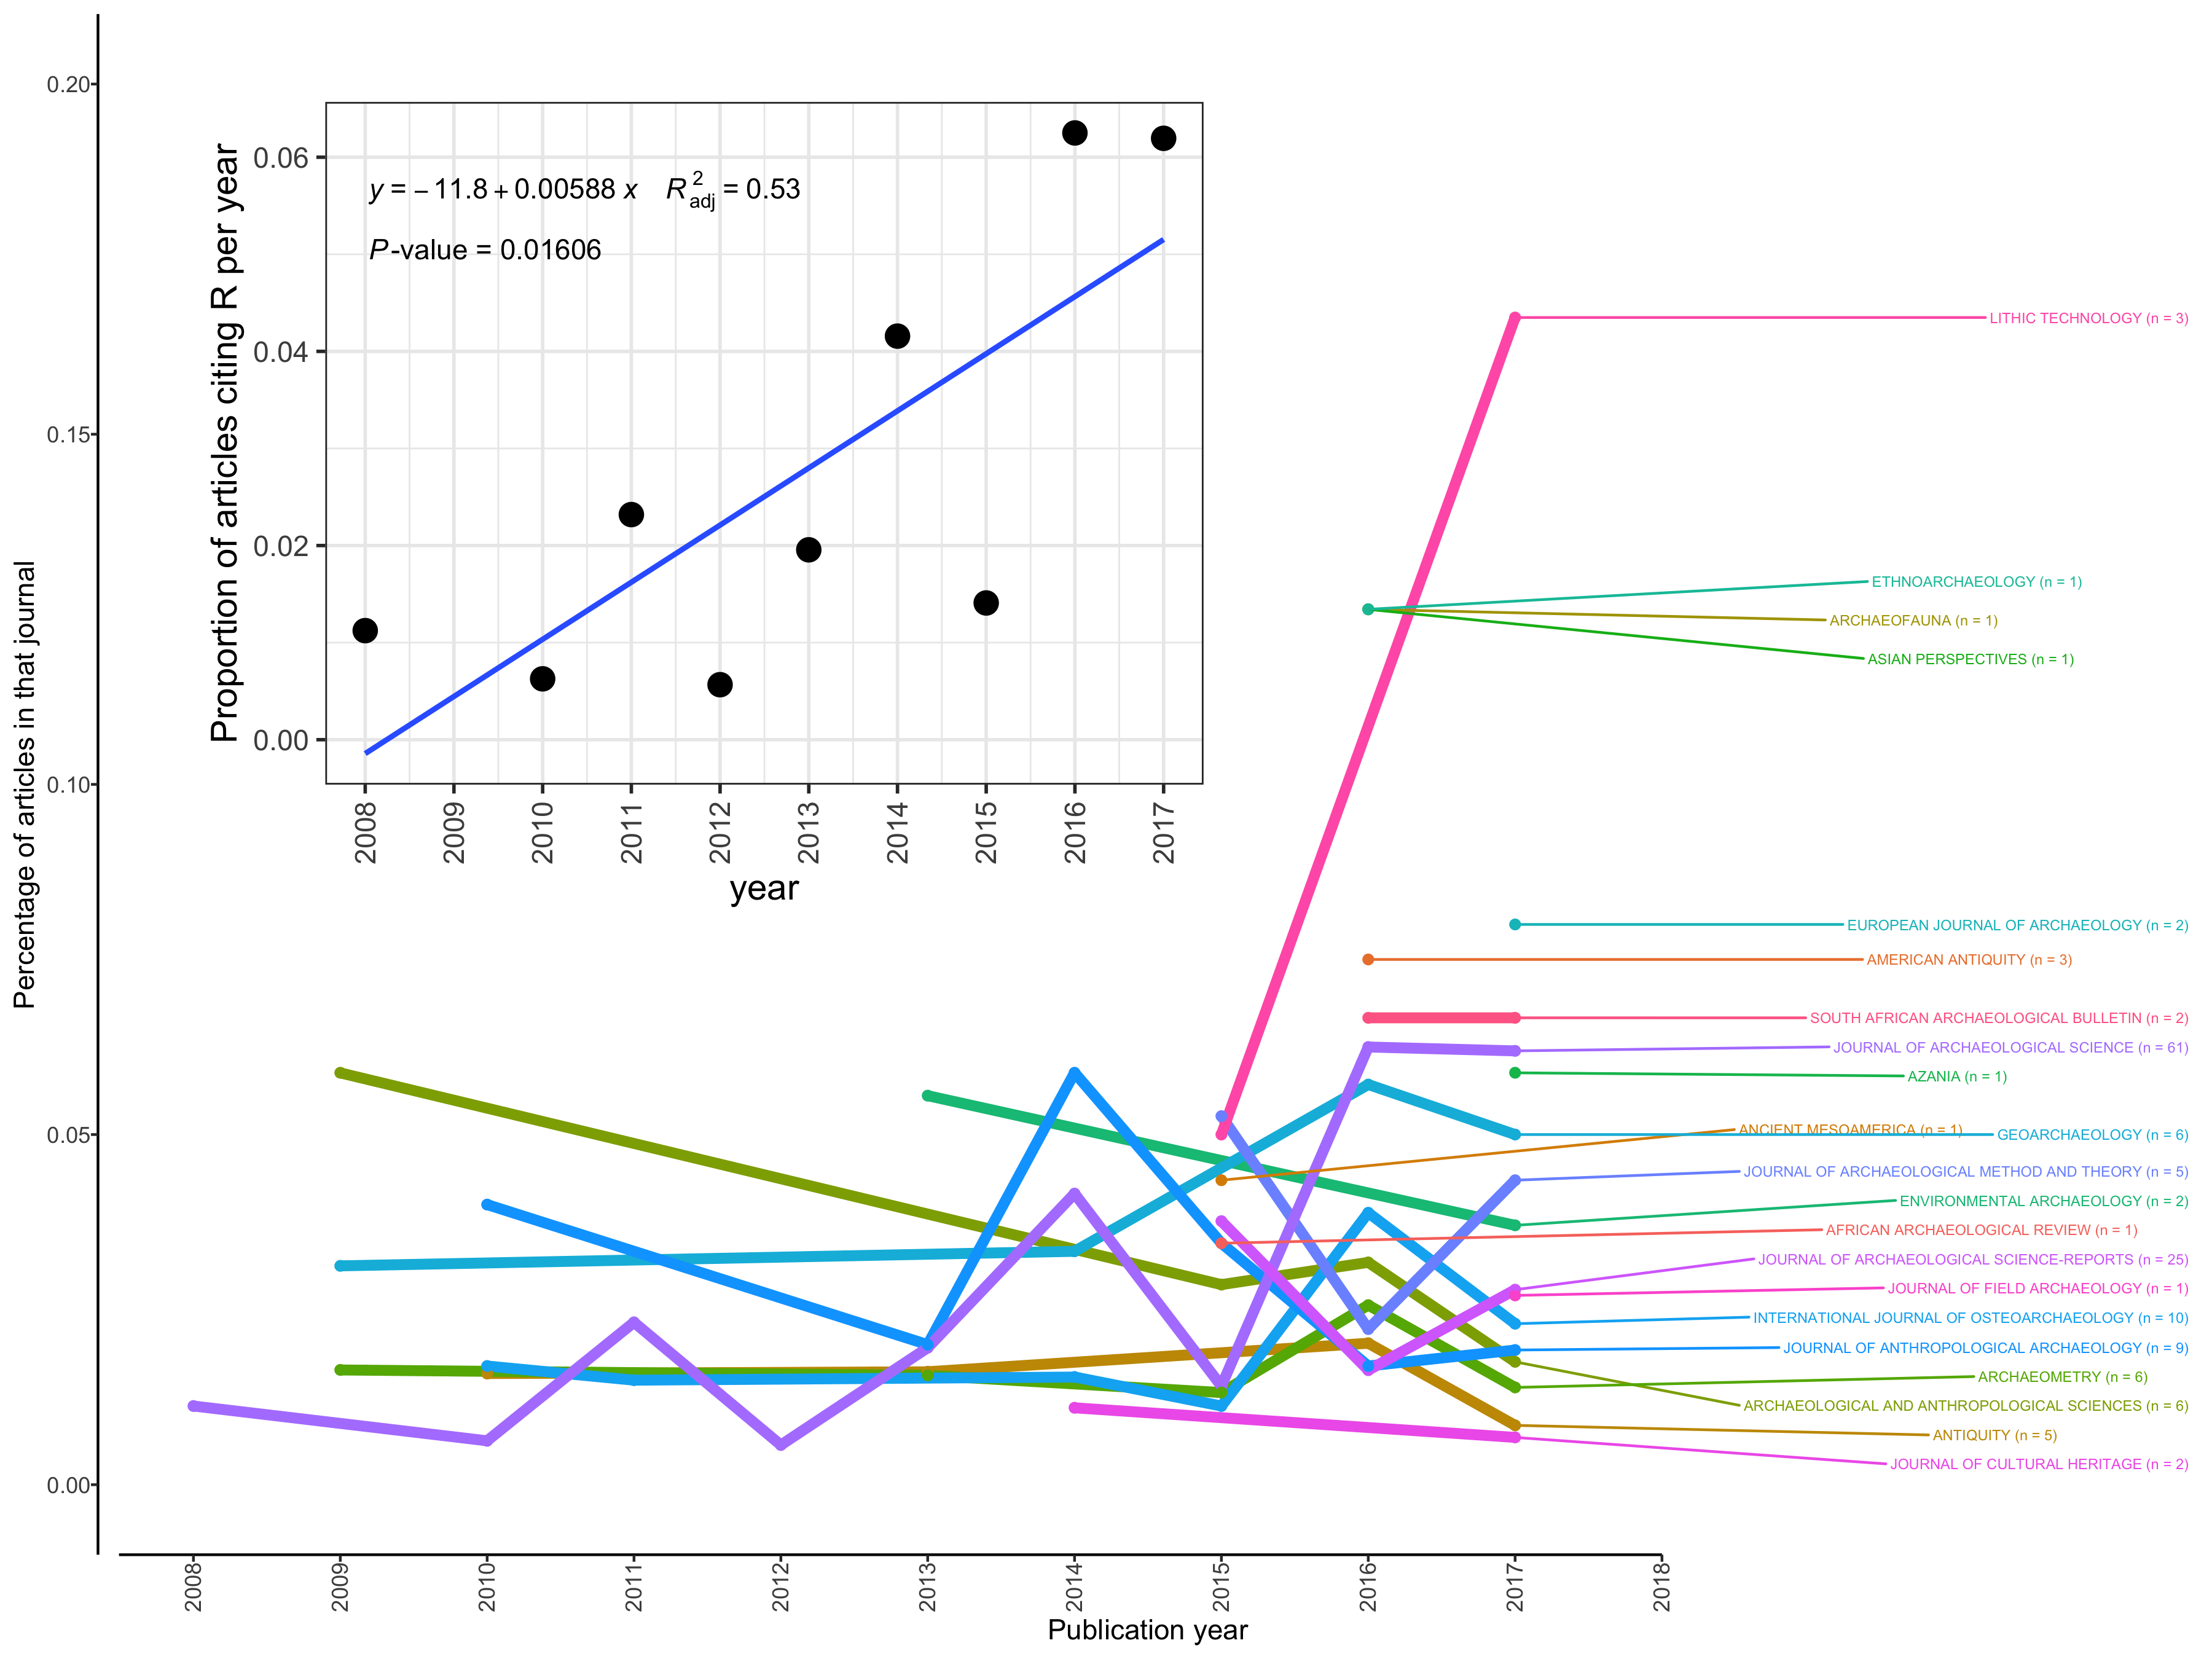 0.20
0.15
0.10
0.05
0.00
Percentage of articles in that journal
0.06
0.04
0.02
0.00
Proportion of articles citing R per year
y = − 11.8 + 0.00588 x R²adj = 0.53
P-value = 0.01606
2008 2009 2010 2011 2012 2013 2014 2015 2016 2017
year
LITHIC TECHNOLOGY (n = 3)
ETHNOARCHAEOLOGY (n = 1)
ARCHAEOFAUNA (n = 1)
ASIAN PERSPECTIVES (n = 1)
EUROPEAN JOURNAL OF ARCHAEOLOGY (n = 2)
AMERICAN ANTIQUITY (n = 3)
SOUTH AFRICAN ARCHAEOLOGICAL BULLETIN (n = 2)
JOURNAL OF ARCHAEOLOGICAL SCIENCE (n = 61)
AZANIA (n = 1)
ANCIENT MESOAMERICA (n = 1)
GEOARCHAEOLOGY (n = 6)
JOURNAL OF ARCHAEOLOGICAL METHOD AND THEORY (n = 5)
ENVIRONMENTAL ARCHAEOLOGY (n = 2)
AFRICAN ARCHAEOLOGICAL REVIEW (n = 1)
JOURNAL OF ARCHAEOLOGICAL SCIENCE-REPORTS (n = 25)
JOURNAL OF FIELD ARCHAEOLOGY (n = 1)
INTERNATIONAL JOURNAL OF OSTEOARCHAEOLOGY (n = 10)
JOURNAL OF ANTHROPOLOGICAL ARCHAEOLOGY (n = 9)
ARCHAEOMETRY (n = 6)
ARCHAEOLOGICAL AND ANTHROPOLOGICAL SCIENCES (n = 6)
ANTIQUITY (n = 5)
JOURNAL OF CULTURAL HERITAGE (n = 2)
2008 2009 2010 2011 2012 2013 2014 2015 2016 2017 2018
Publication year